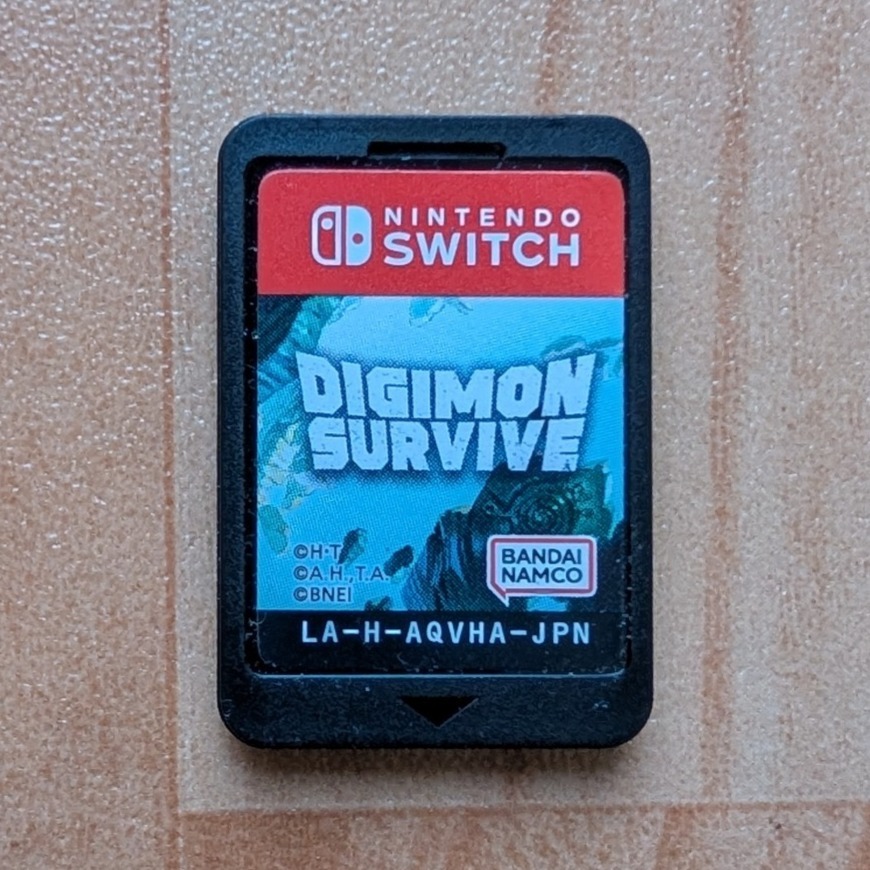 NINTENDO
SWITCH
DIGIMON
SURVIVE
©H·T
©A.H.,T.A.
©BNEI
BANDAI
NAMCO
LA-H-AQVHA-JPN